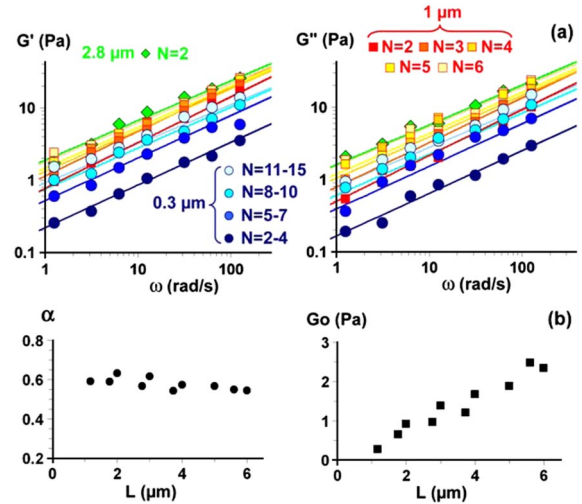 G' (Pa)
2.8 µm N=2
10
1
0.1
1 10 100
ω (rad/s)
N=11-15
N=8-10
0.3 µm
N=5-7
N=2-4
1 µm
G" (Pa)
(a)
N=2 N=3 N=4
N=5 N=6
10
1
0.1
1 10 100
ω (rad/s)
α
0.8
0.6
0.4
0.2
0 2 4 6
L (µm)
Go (Pa)
(b)
3
2
1
0
0 2 4 6
L (µm)